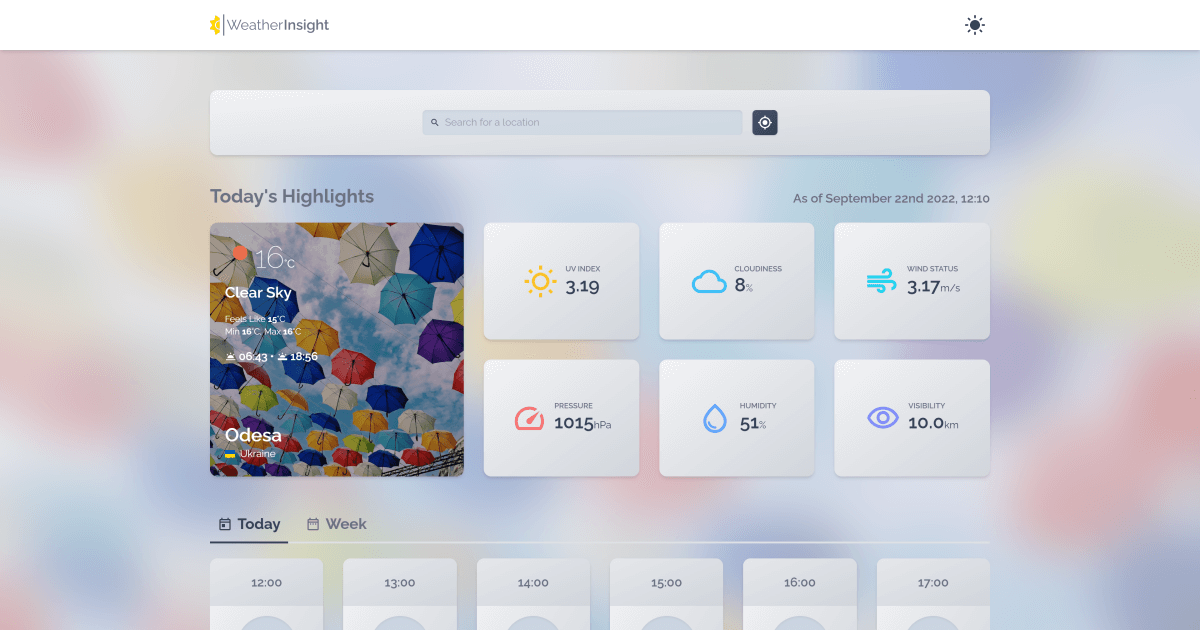 WeatherInsight
Search for a location
Today's Highlights
As of September 22nd 2022, 12:10
16°C
Clear Sky
Feels Like 15°C
Min 16°C, Max 16°C
06:43 • 18:56
Odesa
Ukraine
UV INDEX
3.19
CLOUDINESS
8%
WIND STATUS
3.17m/s
PRESSURE
1015hPa
HUMIDITY
51%
VISIBILITY
10.0km
Today
Week
12:00
13:00
14:00
15:00
16:00
17:00